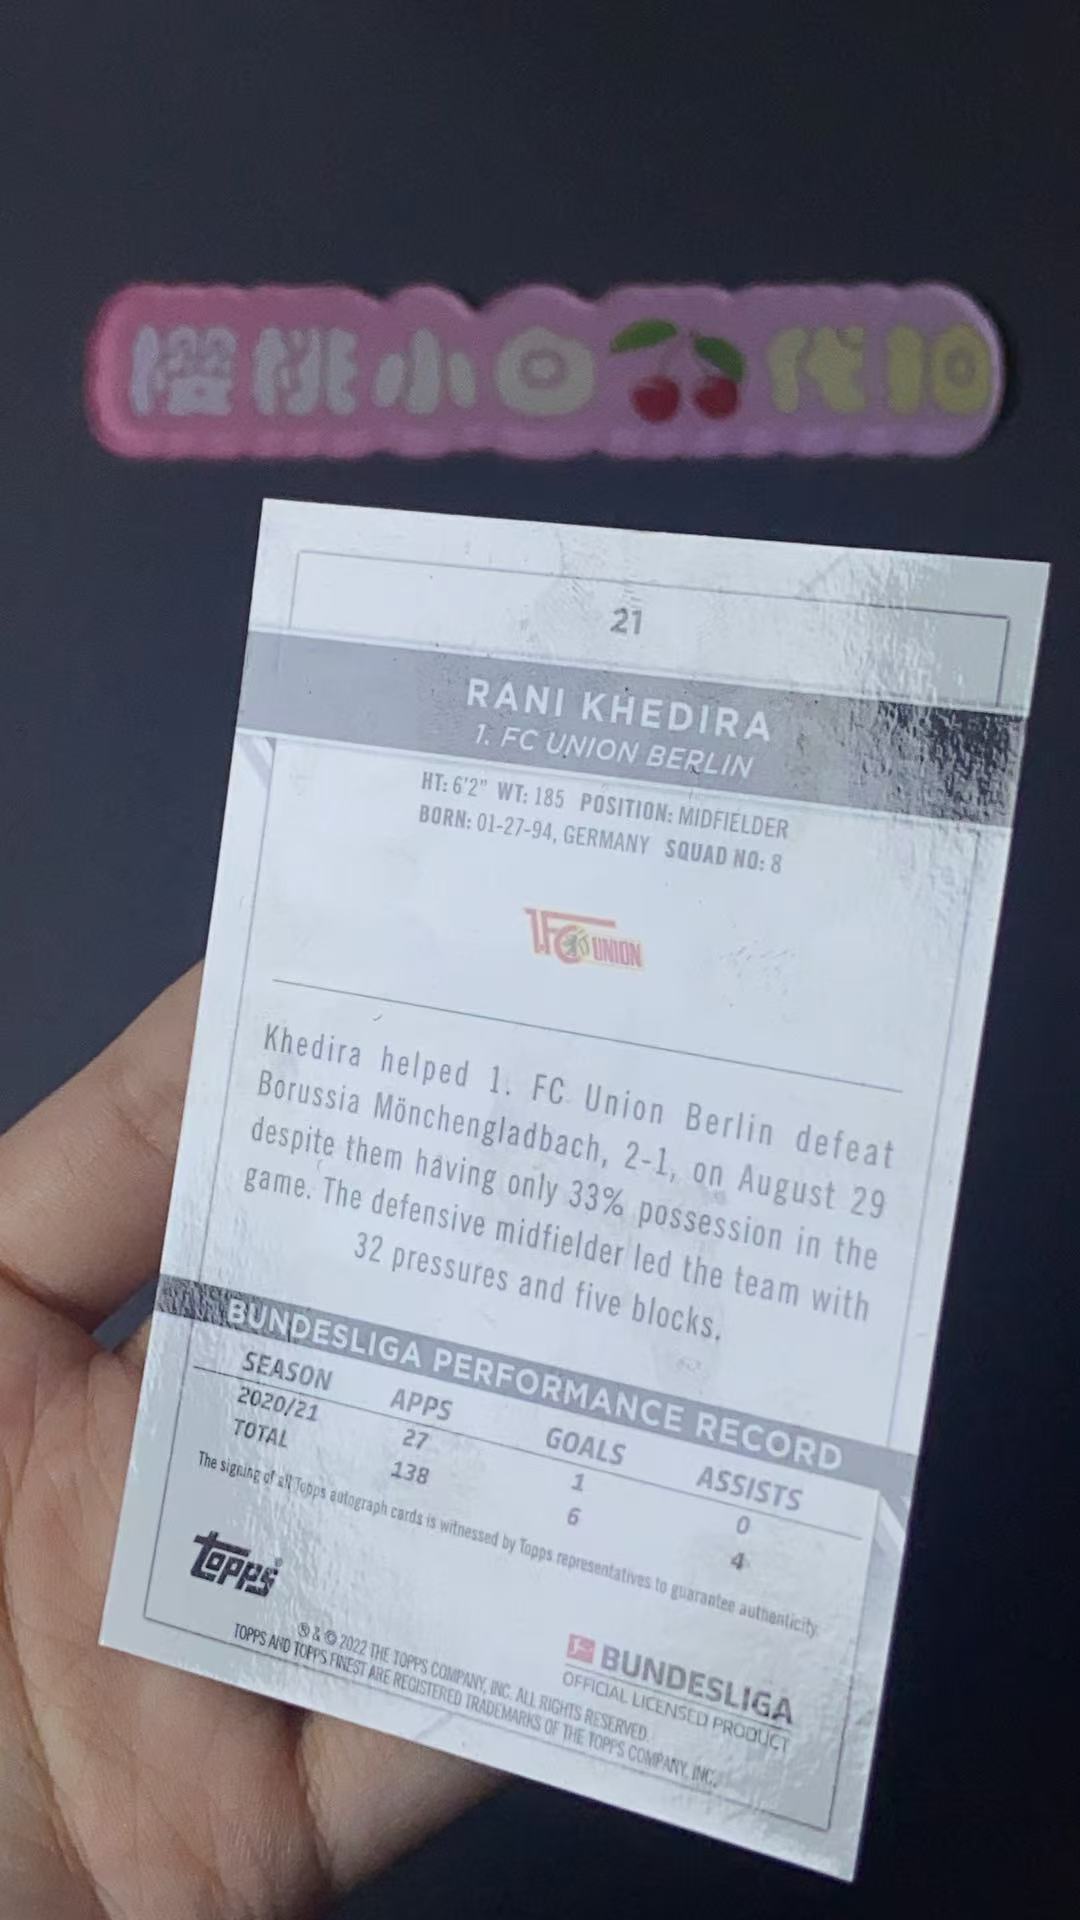 樱桃小口代拍
21
RANI KHEDIRA
1. FC UNION BERLIN
HT: 6'2" WT: 185 POSITION: MIDFIELDER
BORN: 01-27-94, GERMANY SQUAD NO: 8
1.FC UNION
Khedira helped 1. FC Union Berlin defeat
Borussia Mönchengladbach, 2-1, on August 29
despite them having only 33% possession in the
game. The defensive midfielder led the team with
32 pressures and five blocks.
BUNDESLIGA PERFORMANCE RECORD
SEASON APPS GOALS ASSISTS
2020/21 27 1 0
TOTAL 138 6 4
The signing of all Topps autograph cards is witnessed by Topps representatives to guarantee authenticity.
topps®
BUNDESLIGA
OFFICIAL LICENSED PRODUCT
® & © 2022 THE TOPPS COMPANY, INC. ALL RIGHTS RESERVED.
TOPPS AND TOPPS FINEST ARE REGISTERED TRADEMARKS OF THE TOPPS COMPANY, INC.